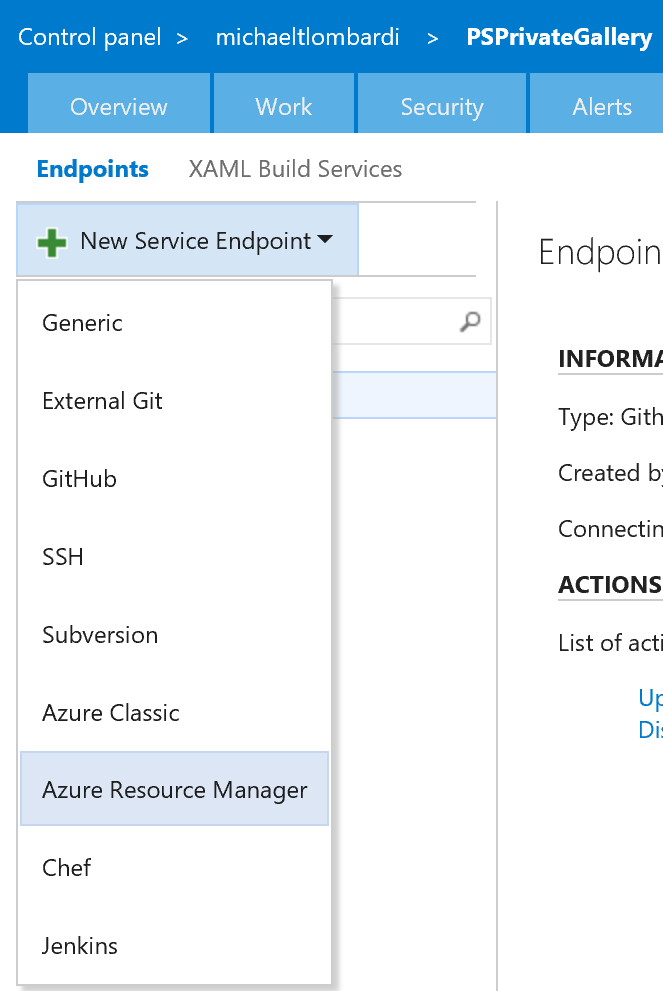 Control panel > michaeltlombardi > PSPrivateGallery
Overview Work Security Alerts
Endpoints XAML Build Services
New Service Endpoint
Generic
External Git
GitHub
SSH
Subversion
Azure Classic
Azure Resource Manager
Chef
Jenkins
Endpoin
INFORMA
Type: Gith
Created by
Connectin
ACTIONS
List of acti
Up
Dis